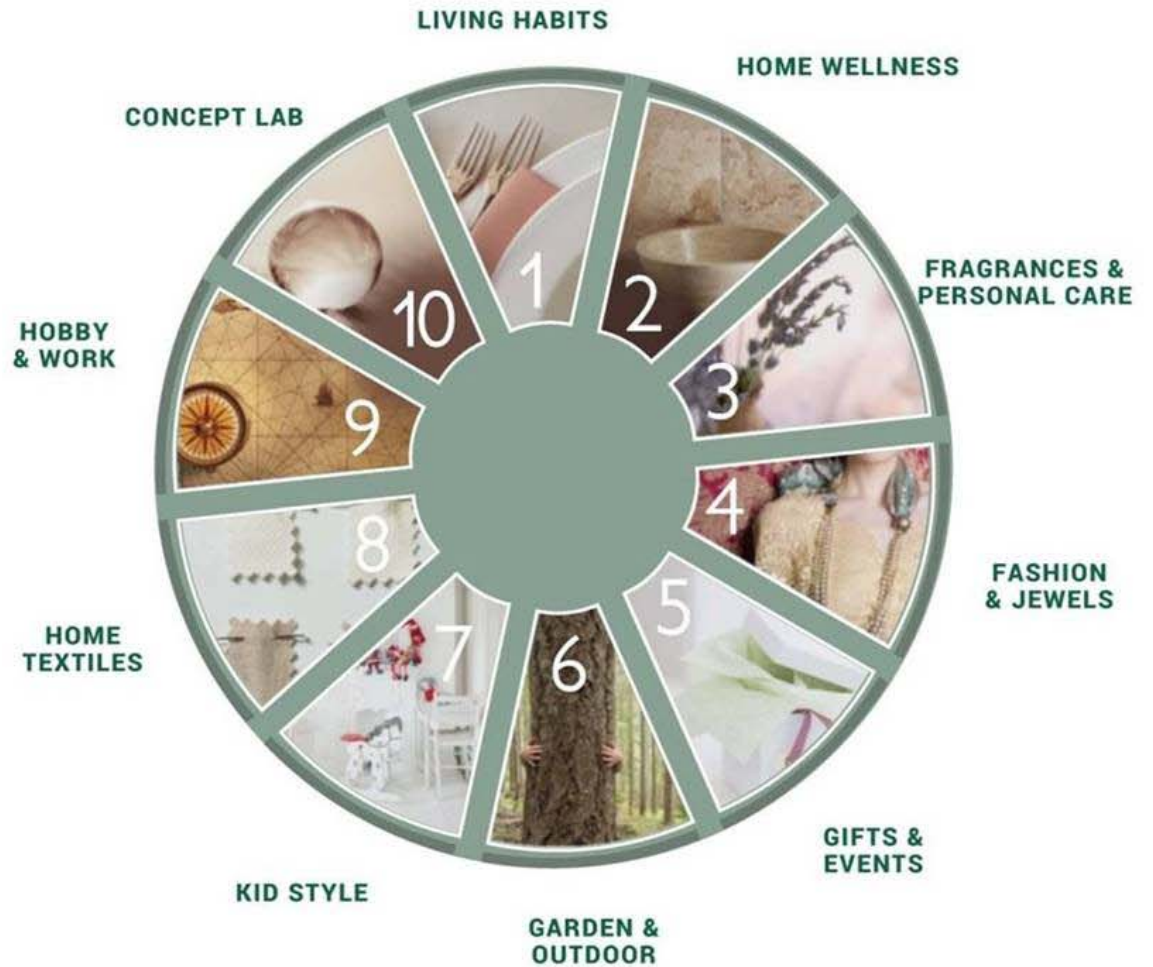 LIVING HABITS
HOME WELLNESS
CONCEPT LAB
FRAGRANCES &
PERSONAL CARE
HOBBY
& WORK
FASHION
& JEWELS
HOME
TEXTILES
GIFTS &
EVENTS
KID STYLE
GARDEN &
OUTDOOR
1
2
3
4
5
6
7
8
9
10